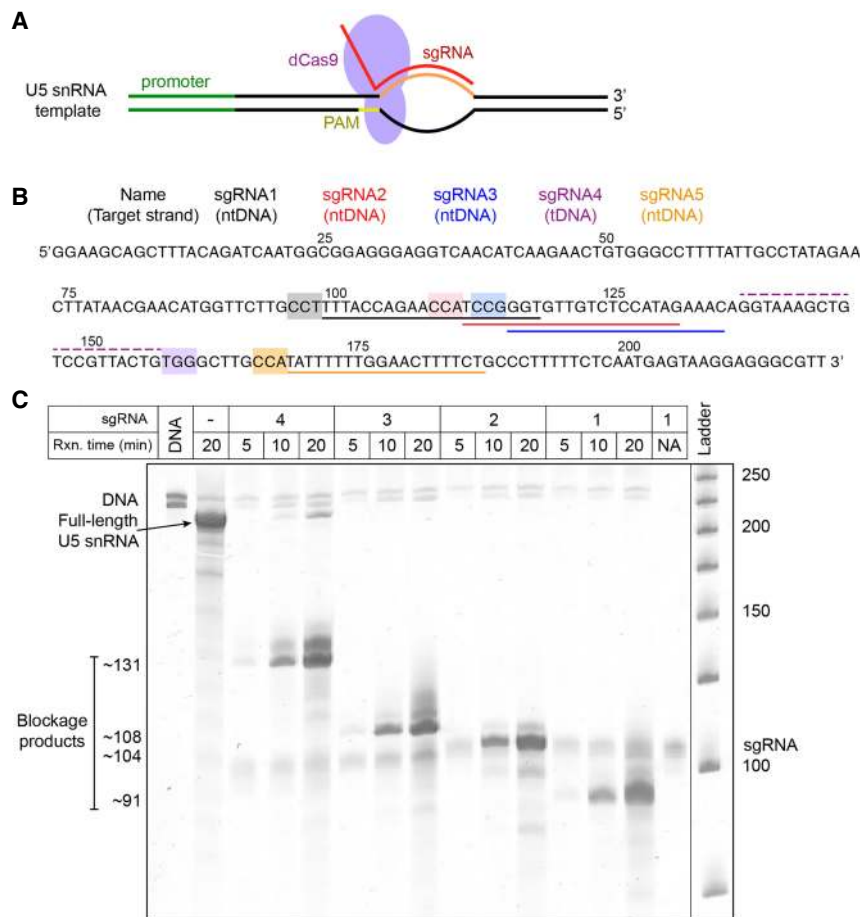 A
dCas9
sgRNA
U5 snRNA
template
promoter
PAM
3'
5'
B
Name sgRNA1 sgRNA2 sgRNA3 sgRNA4 sgRNA5
(Target strand) (ntDNA) (ntDNA) (ntDNA) (tDNA) (ntDNA)
25 50
5'GGAAGCAGCTTTACAGATCAATGGCGGAGGGAGGTCAACATCAAGAACTGTGGGCCTTTTATTGCCTATAGAA
75 100 125
CTTATAACGAACATGGTTCTTGCCTTTTACCAGAACCATCCGGGTGTTGTCTCCATAGAAACAGGTAAAGCTG
150 175 200
TCCGTTACTGTGGGCTTGCCATATTTTTTGGAACTTTTCTGCCCTTTTTCTCAATGAGTAAGGAGGGCGTT 3'
C
sgRNA DNA - 4 3 2 1 1 Ladder
Rxn. time (min) 20 5 10 20 5 10 20 5 10 20 5 10 20 NA
250
DNA
Full-length
U5 snRNA
200
150
~131
Blockage
products
~108
~104
~91
sgRNA
100